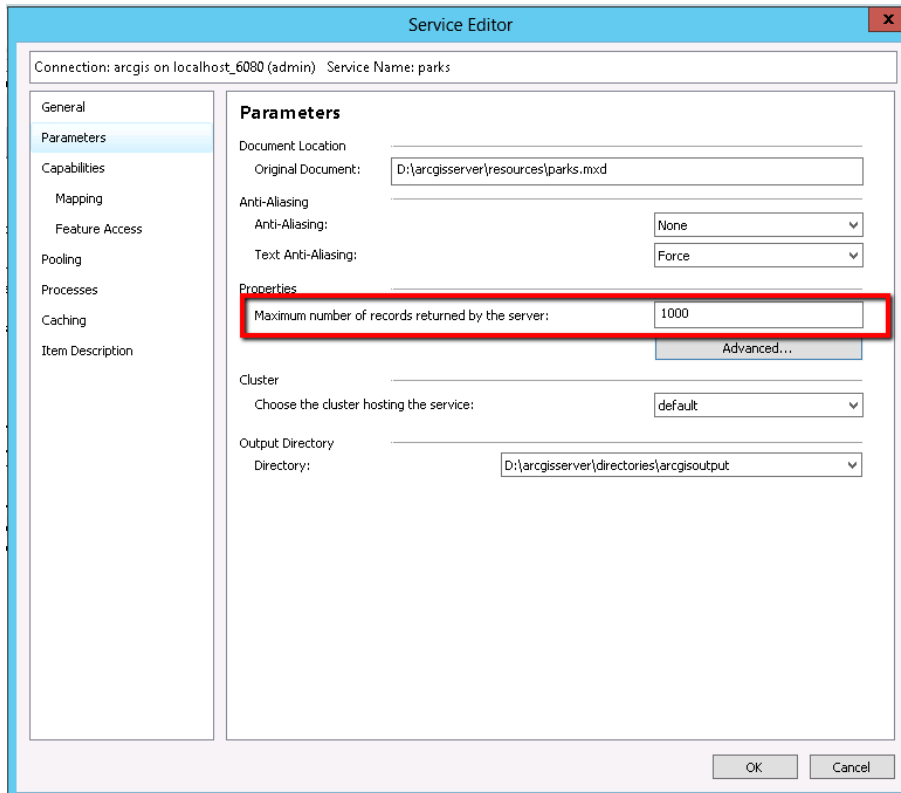 Service Editor
x
Connection: arcgis on localhost_6080 (admin) Service Name: parks
General
Parameters
Capabilities
Mapping
Feature Access
Pooling
Processes
Caching
Item Description
Parameters
Document Location
Original Document: D:\arcgisserver\resources\parks.mxd
Anti-Aliasing
Anti-Aliasing: None
Text Anti-Aliasing: Force
Properties
Maximum number of records returned by the server: 1000
Advanced...
Cluster
Choose the cluster hosting the service: default
Output Directory
Directory: D:\arcgisserver\directories\arcgisoutput
OK Cancel